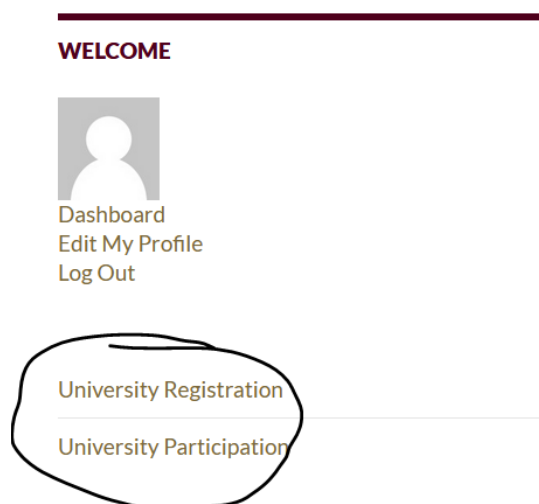 WELCOME
Dashboard
Edit My Profile
Log Out
University Registration
University Participation